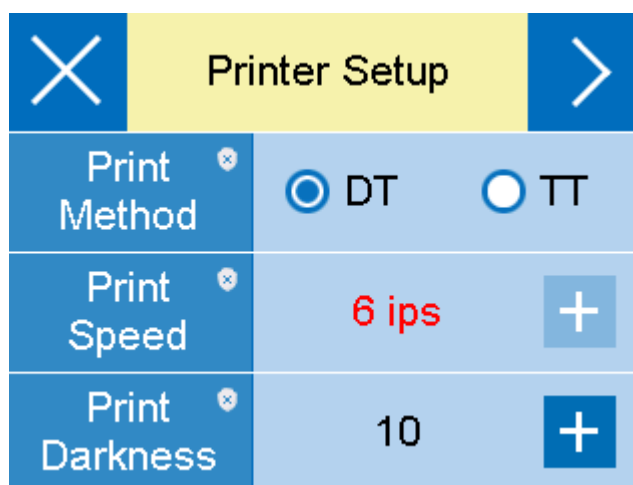 Printer Setup
Print
Method
DT
TT
Print
Speed
6 ips
Print
Darkness
10